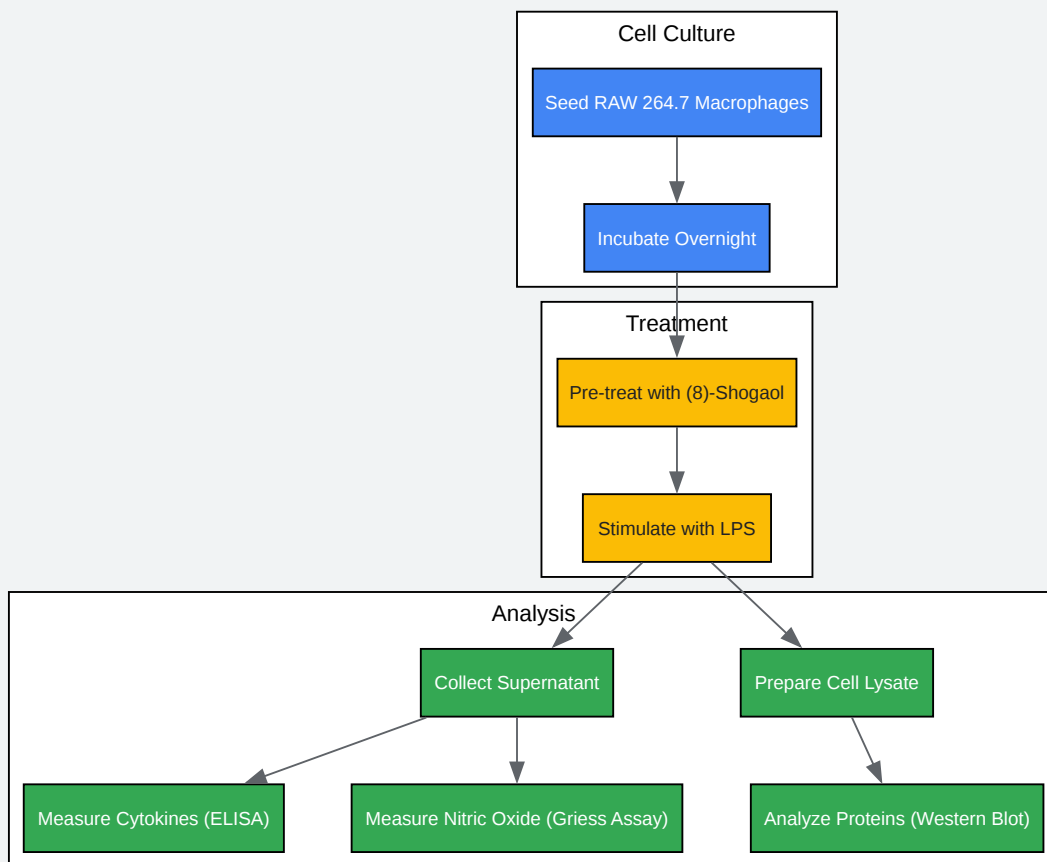 Cell Culture
Seed RAW 264.7 Macrophages
Incubate Overnight
Treatment
Pre-treat with (8)-Shogaol
Stimulate with LPS
Analysis
Collect Supernatant
Prepare Cell Lysate
Measure Cytokines (ELISA)
Measure Nitric Oxide (Griess Assay)
Analyze Proteins (Western Blot)